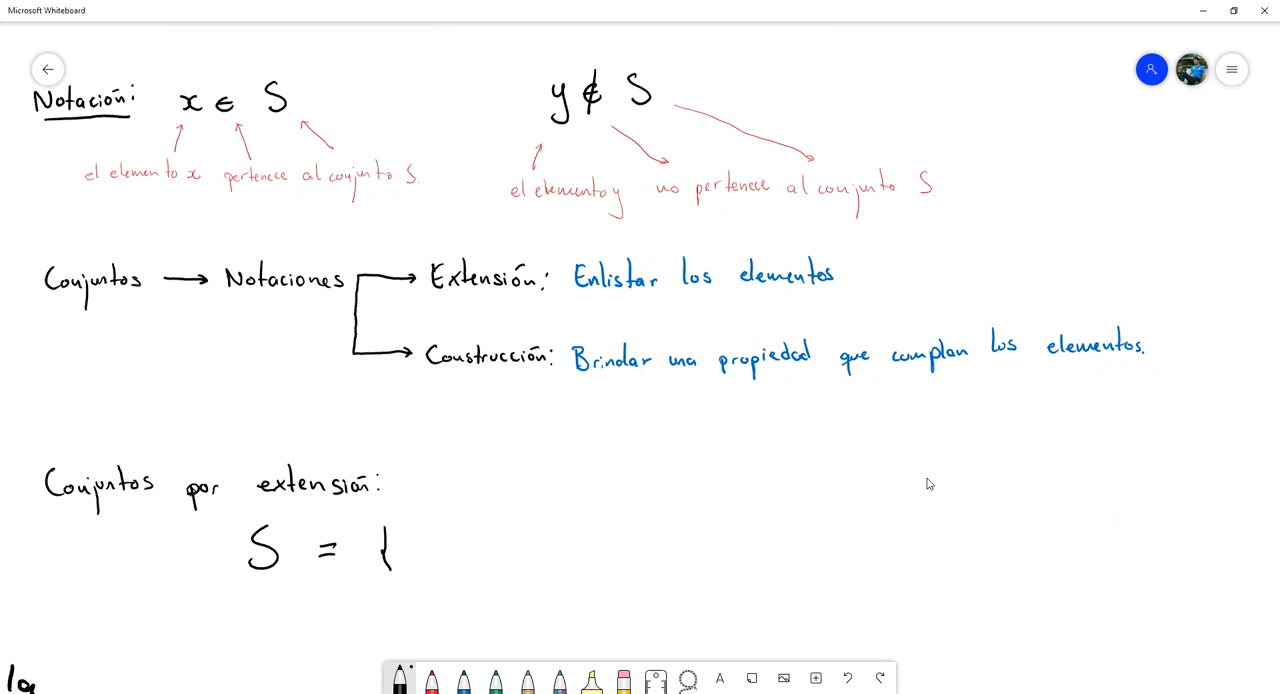 Microsoft Whiteboard
Notación: x ∈ S y ∉ S
el elemento x pertenece al conjunto S.
el elemento y no pertenece al conjunto S
Conjuntos → Notaciones → Extensión: Enlistar los elementos
→ Construcción: Brindar una propiedad que cumplan los elementos.
Conjuntos por extensión:
S = {